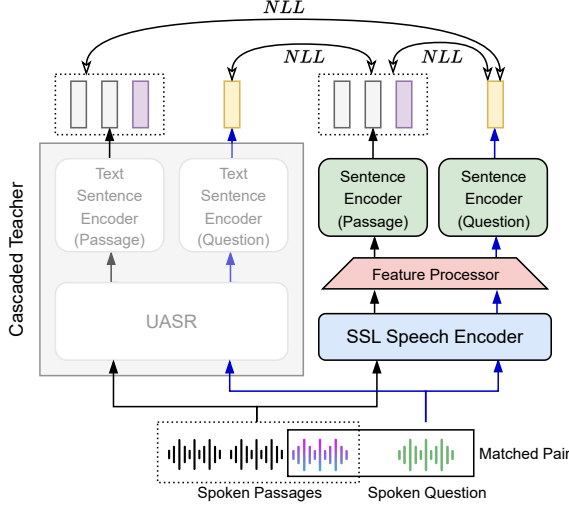 NLL
NLL
NLL
Cascaded Teacher
Text
Sentence
Encoder
(Passage)
Text
Sentence
Encoder
(Question)
Sentence
Encoder
(Passage)
Sentence
Encoder
(Question)
Feature Processor
UASR
SSL Speech Encoder
Matched Pair
Spoken Passages
Spoken Question